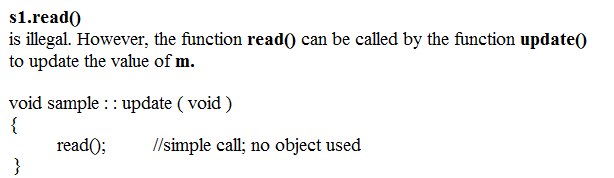 s1.read()
is illegal. However, the function read() can be called by the function update()
to update the value of m.
void sample : : update ( void )
{
read(); //simple call; no object used
}